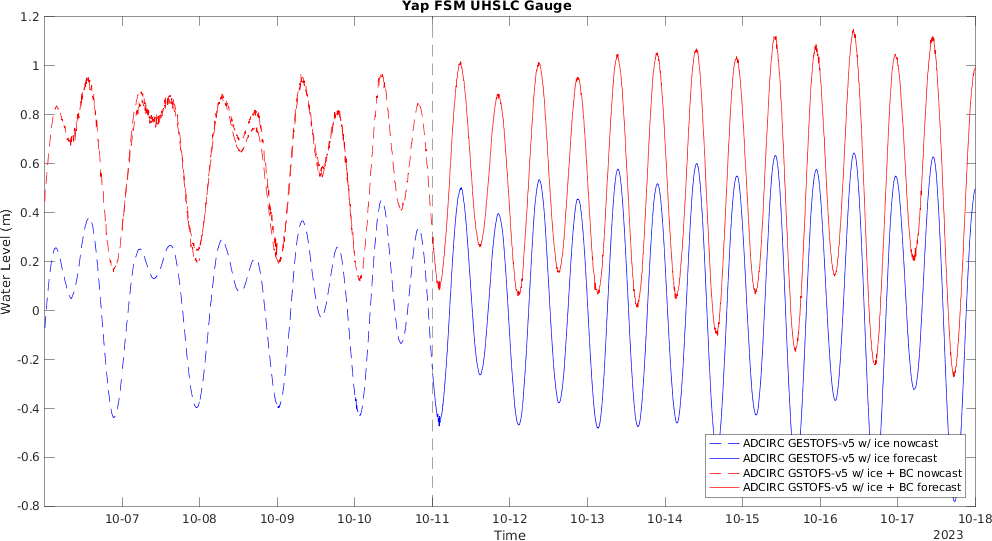 Yap FSM UHSLC Gauge
1.2
1
0.8
0.6
0.4
0.2
0
-0.2
-0.4
-0.6
-0.8
Water Level (m)
ADCIRC GESTOFS-v5 w/ ice nowcast
ADCIRC GESTOFS-v5 w/ ice forecast
ADCIRC GSTOFS-v5 w/ ice + BC nowcast
ADCIRC GSTOFS-v5 w/ ice + BC forecast
10-07 10-08 10-09 10-10 10-11 10-12 10-13 10-14 10-15 10-16 10-17 10-18
Time
2023